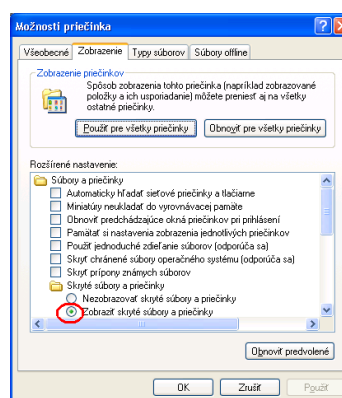 Možnosti priečinka
Všeobecné Zobrazenie Typy súborov Súbory offline
Zobrazenie priečinkov
Spôsob zobrazenia tohto priečinka (napríklad zobrazované
položky a ich usporiadanie) môžete preniesť aj na všetky
ostatné priečinky.
Použiť pre všetky priečinky Obnoviť pre všetky priečinky
Rozšírené nastavenie:
Súbory a priečinky
Automaticky hľadať sieťové priečinky a tlačiarne
Miniatúry neukladať do vyrovnávacej pamäte
Obnoviť predchádzajúce okná priečinkov pri prihlásení
Pamätať si nastavenia zobrazenia jednotlivých priečinkov
Použiť jednoduché zdieľanie súborov (odporúča sa)
Skryť chránené súbory operačného systému (odporúča sa)
Skryť prípony známych súborov
Skryté súbory a priečinky
Nezobrazovať skryté súbory a priečinky
Zobraziť skryté súbory a priečinky
Obnoviť predvolené
OK Zrušiť Použiť